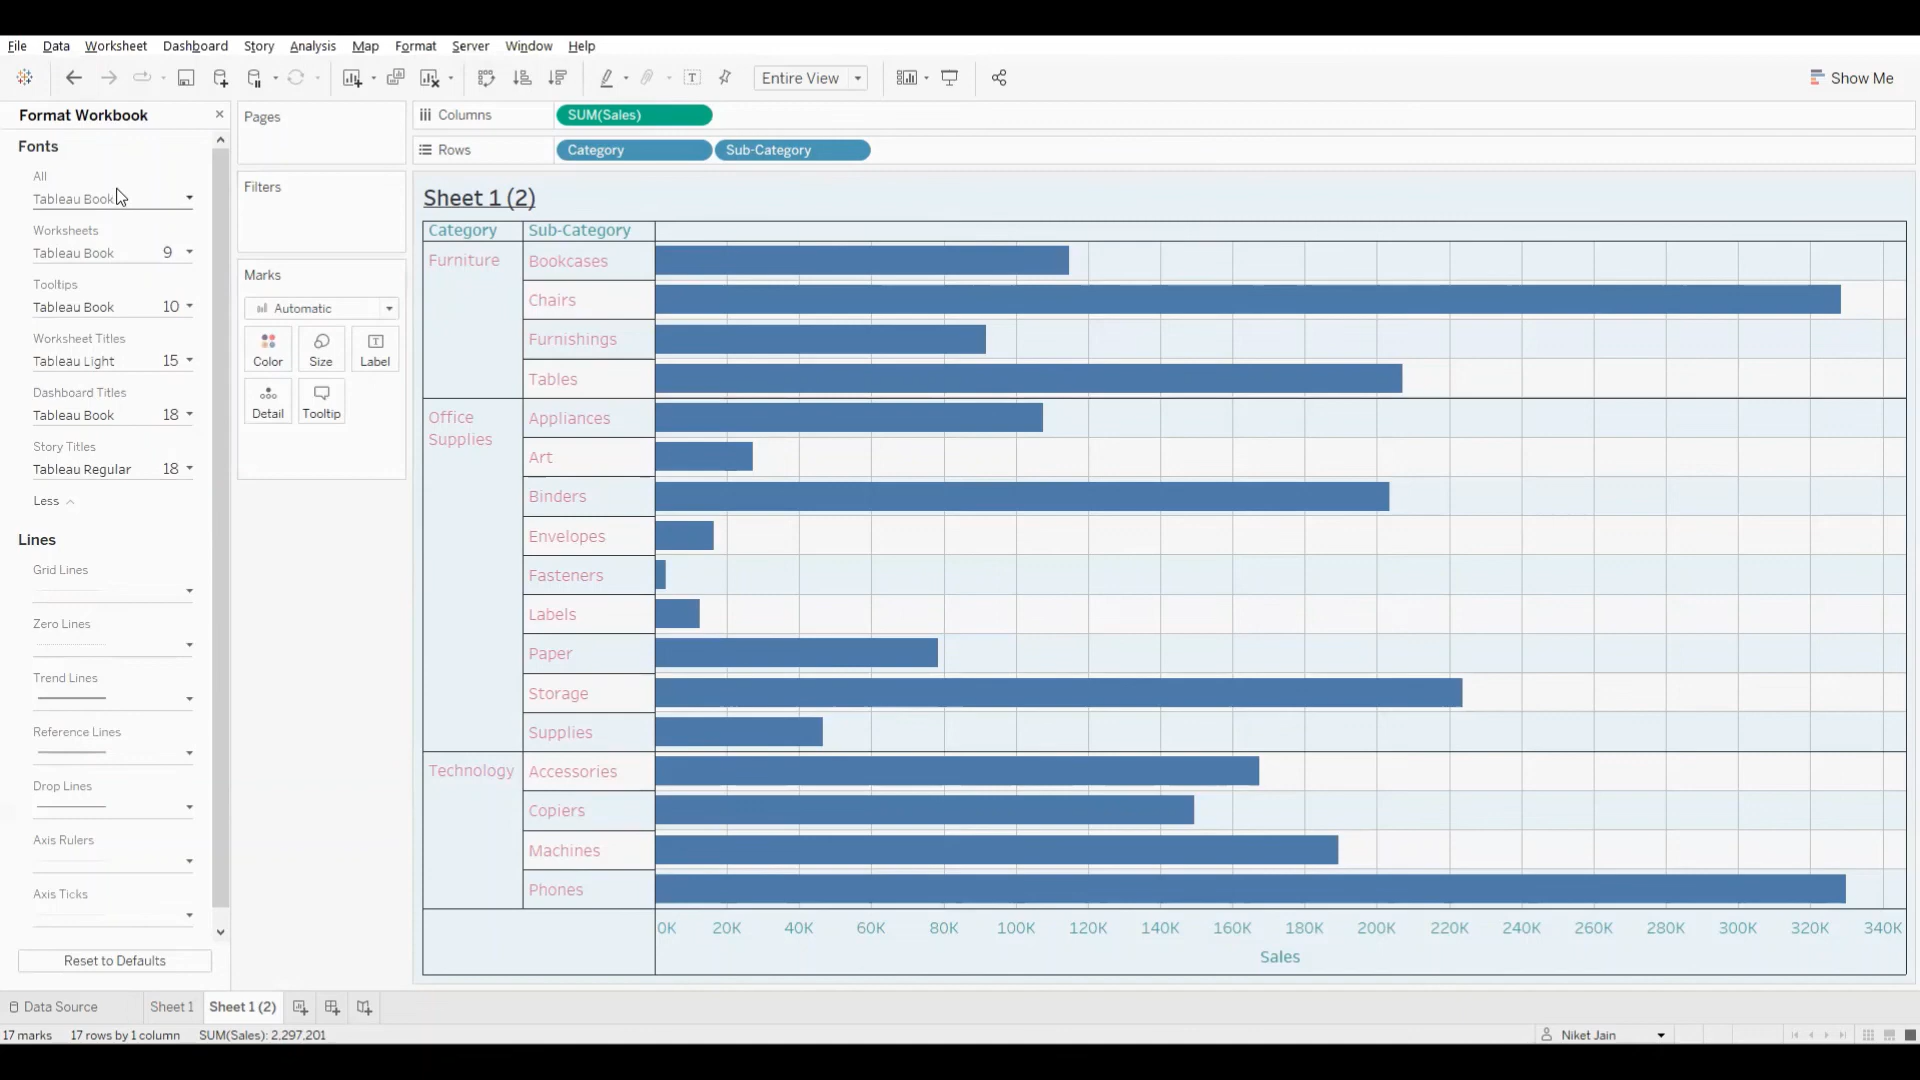 File Data Worksheet Dashboard Story Analysis Map Format Server Window Help
Entire View
Show Me
Format Workbook
Fonts
All
Tableau Book
Worksheets
Tableau Book 9
Tooltips
Tableau Book 10
Worksheet Titles
Tableau Light 15
Dashboard Titles
Tableau Book 18
Story Titles
Tableau Regular 18
Less
Lines
Grid Lines
Zero Lines
Trend Lines
Reference Lines
Drop Lines
Axis Rulers
Axis Ticks
Reset to Defaults
Pages
Filters
Marks
Automatic
Color Size Label
Detail Tooltip
Columns SUM(Sales)
Rows Category Sub-Category
Sheet 1 (2)
Category Sub-Category
Furniture Bookcases
Chairs
Furnishings
Tables
Office Supplies Appliances
Art
Binders
Envelopes
Fasteners
Labels
Paper
Storage
Supplies
Technology Accessories
Copiers
Machines
Phones
0K 20K 40K 60K 80K 100K 120K 140K 160K 180K 200K 220K 240K 260K 280K 300K 320K 340K
Sales
Data Source Sheet 1 Sheet 1 (2)
17 marks 17 rows by 1 column SUM(Sales): 2,297,201
Niket Jain